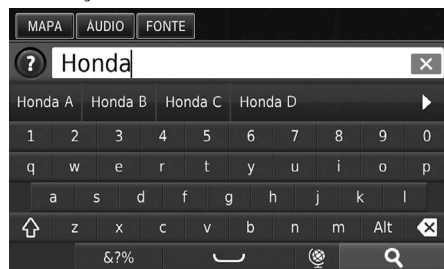 MAPA ÁUDIO FONTE
? Honda
Honda A Honda B Honda C Honda D
1 2 3 4 5 6 7 8 9 0
q w e r t y u i o p
a s d f g h j k l
z x c v b n m Alt
&?%